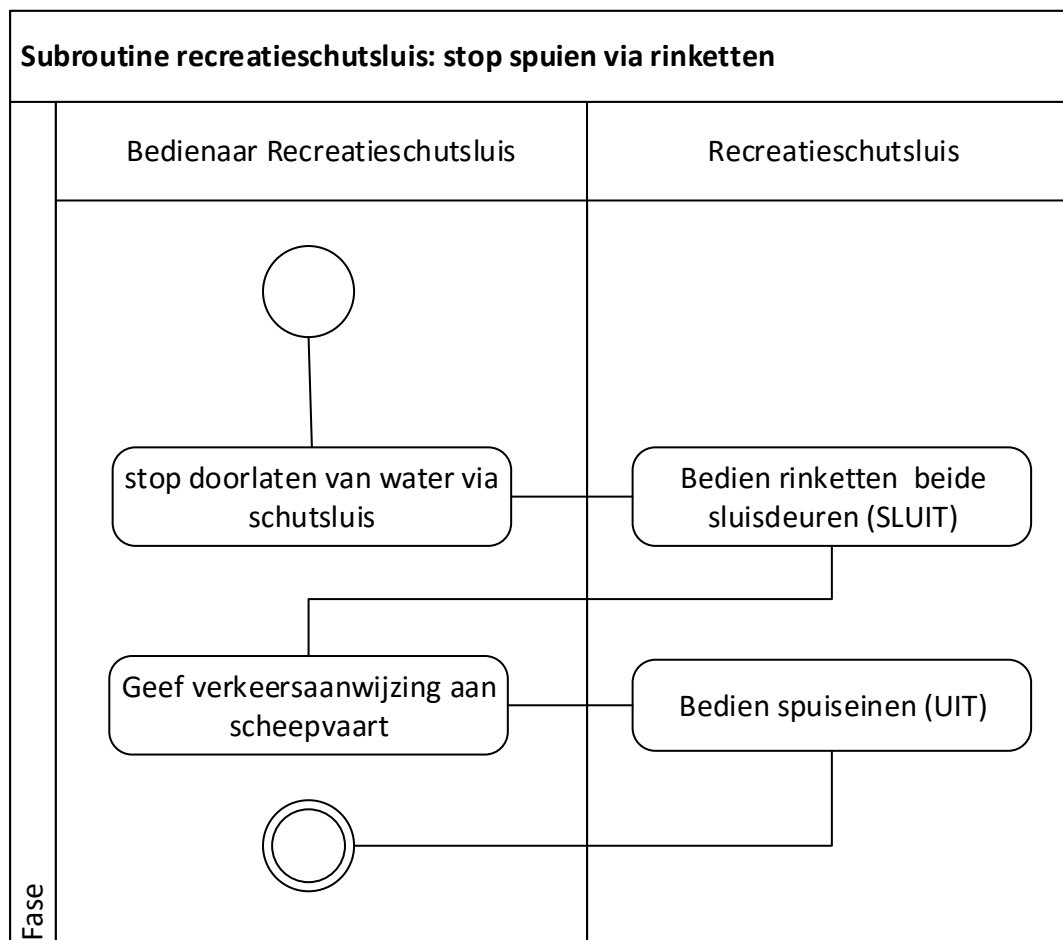 Subroutine recreatieschutsluis: stop spuien via rinketten
Bedienaar Recreatieschutsluis
Recreatieschutsluis
stop doorlaten van water via
schutsluis
Bedien rinketten beide
sluisdeuren (SLUIT)
Geef verkeersaanwijzing aan
scheepvaart
Bedien spuiseinen (UIT)
Fase